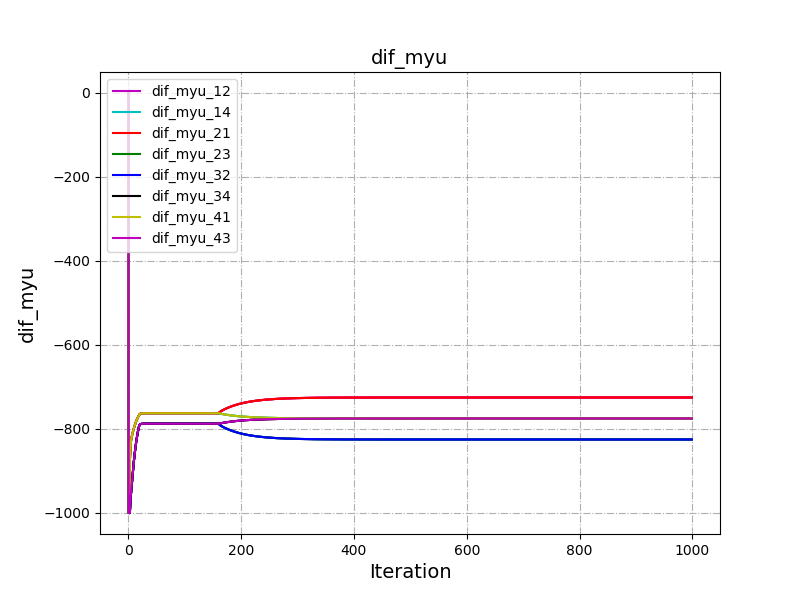 dif_myu
dif_myu_12
dif_myu_14
dif_myu_21
dif_myu_23
dif_myu_32
dif_myu_34
dif_myu_41
dif_myu_43
0
−200
−400
−600
−800
−1000
dif_myu
0 200 400 600 800 1000
Iteration